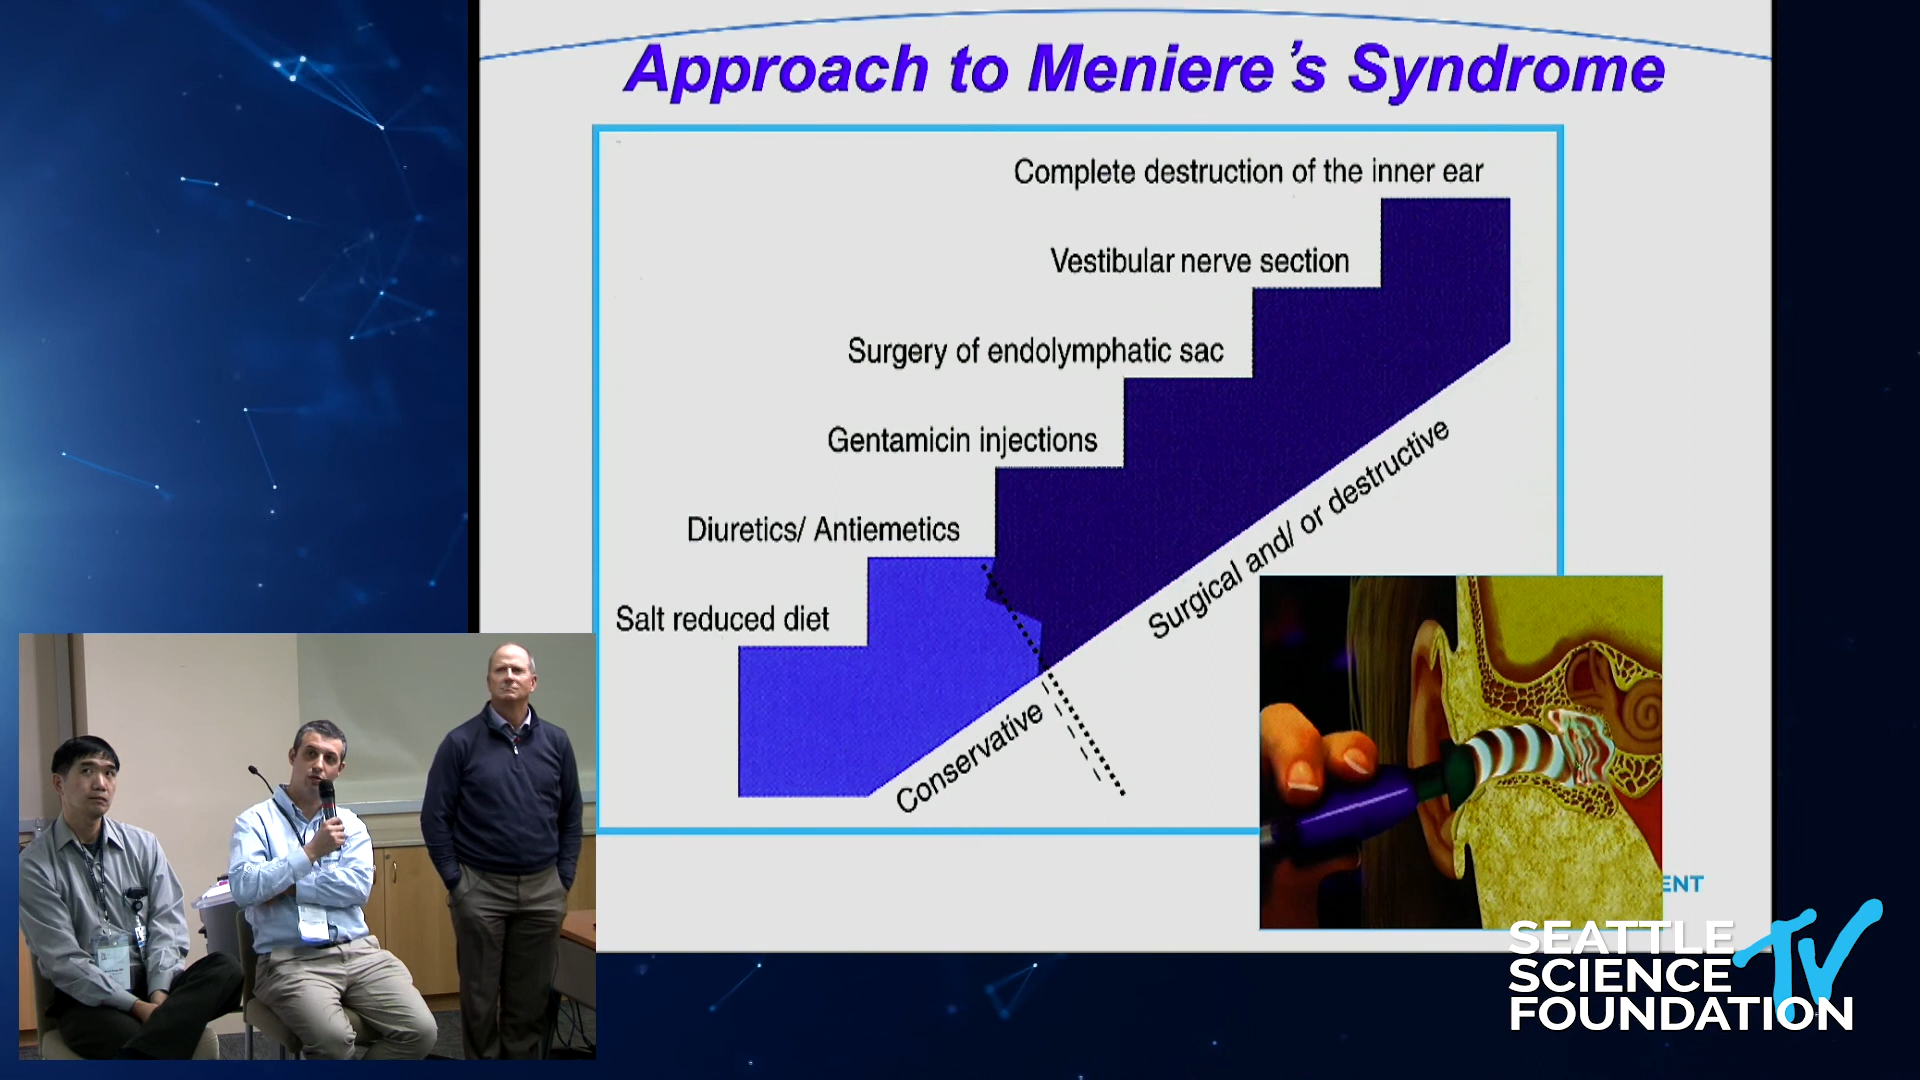 Approach to Meniere's Syndrome
Complete destruction of the inner ear
Vestibular nerve section
Surgery of endolymphatic sac
Gentamicin injections
Diuretics/ Antiemetics
Salt reduced diet
Conservative
Surgical and/ or destructive
ENT
SEATTLE
SCIENCE
FOUNDATION
TV